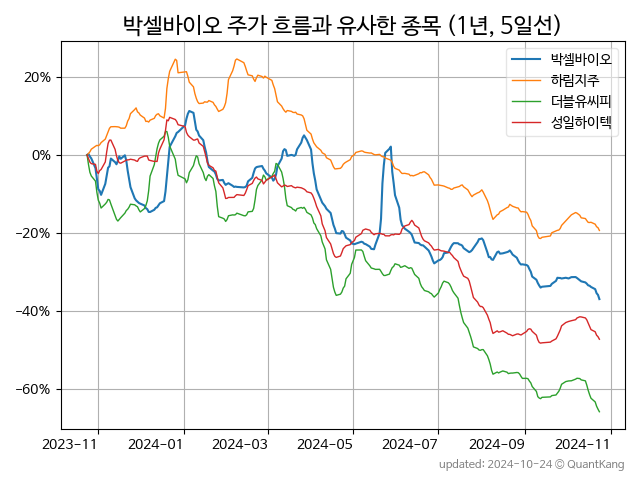 박셀바이오 주가 흐름과 유사한 종목 (1년, 5일선)
박셀바이오
하림지주
더블유씨피
성일하이텍
20%
0%
−20%
−40%
−60%
2023−11
2024−01
2024−03
2024−05
2024−07
2024−09
2024−11
updated: 2024-10-24 © QuantKang